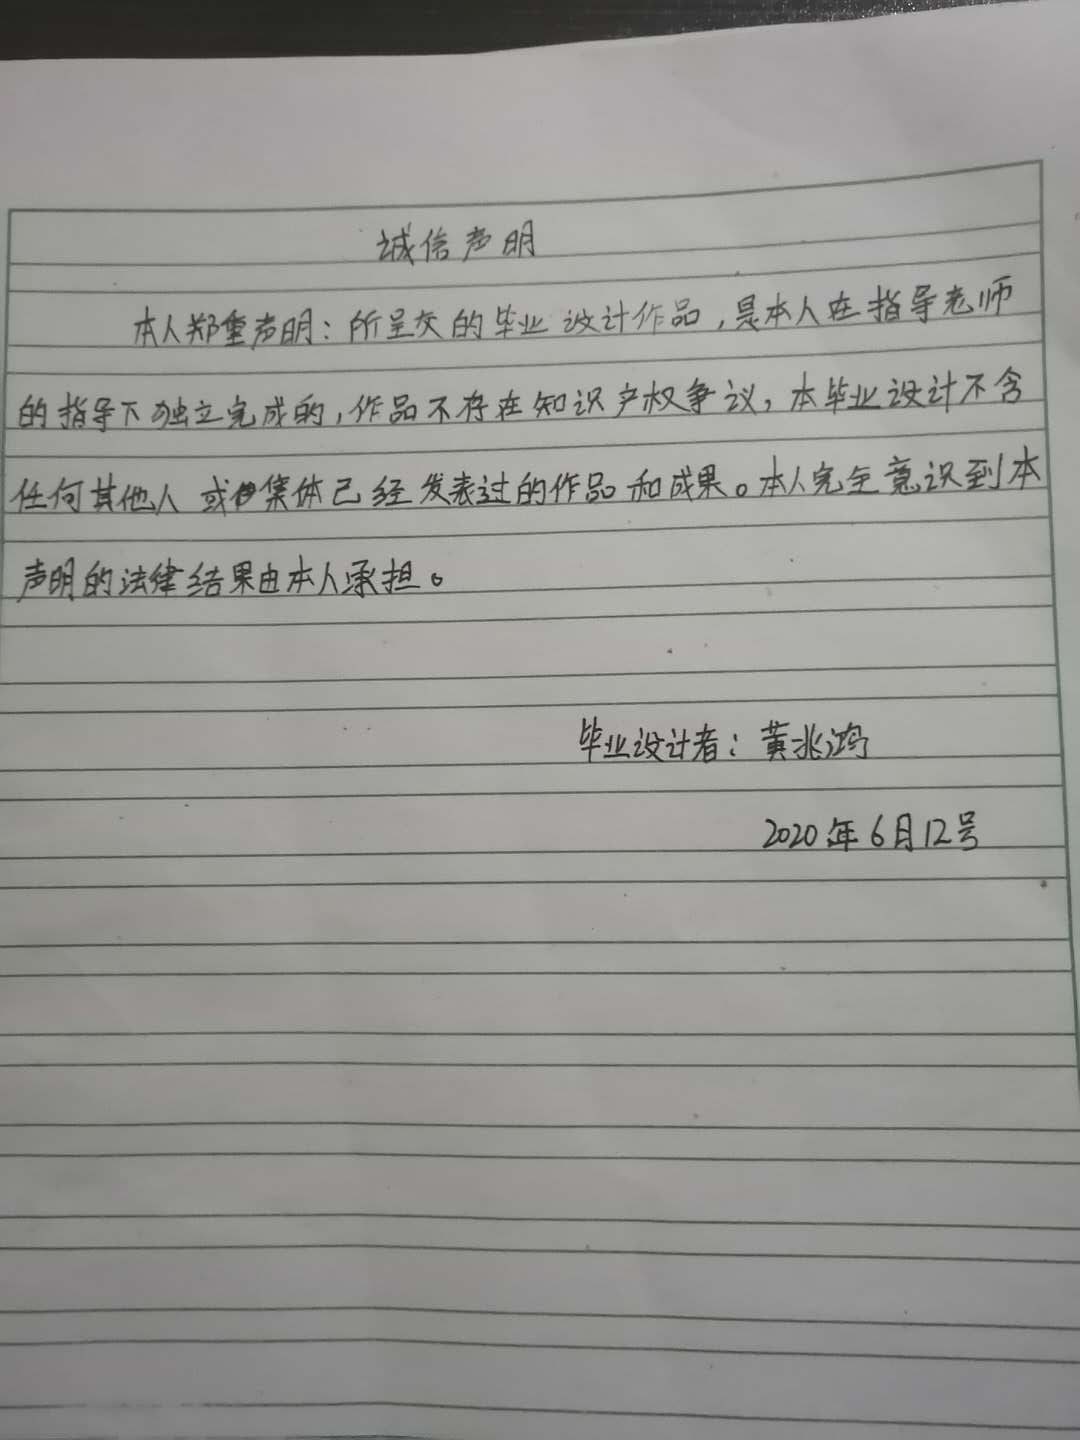 诚信声明
本人郑重声明：所呈交的毕业设计作品，是本人在指导老师
的指导下独立完成的，作品不存在知识产权争议，本毕业设计不含
任何其他人或集体已经发表过的作品和成果。本人完全意识到本
声明的法律结果由本人承担。
毕业设计者：黄兆鸿
2020年6月12号